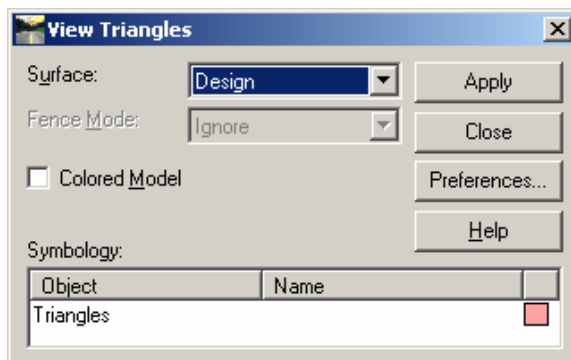 View Triangles
Surface: Design Apply
Fence Mode: Ignore Close
Colored Model Preferences...
Help
Symbology:
Object Name
Triangles